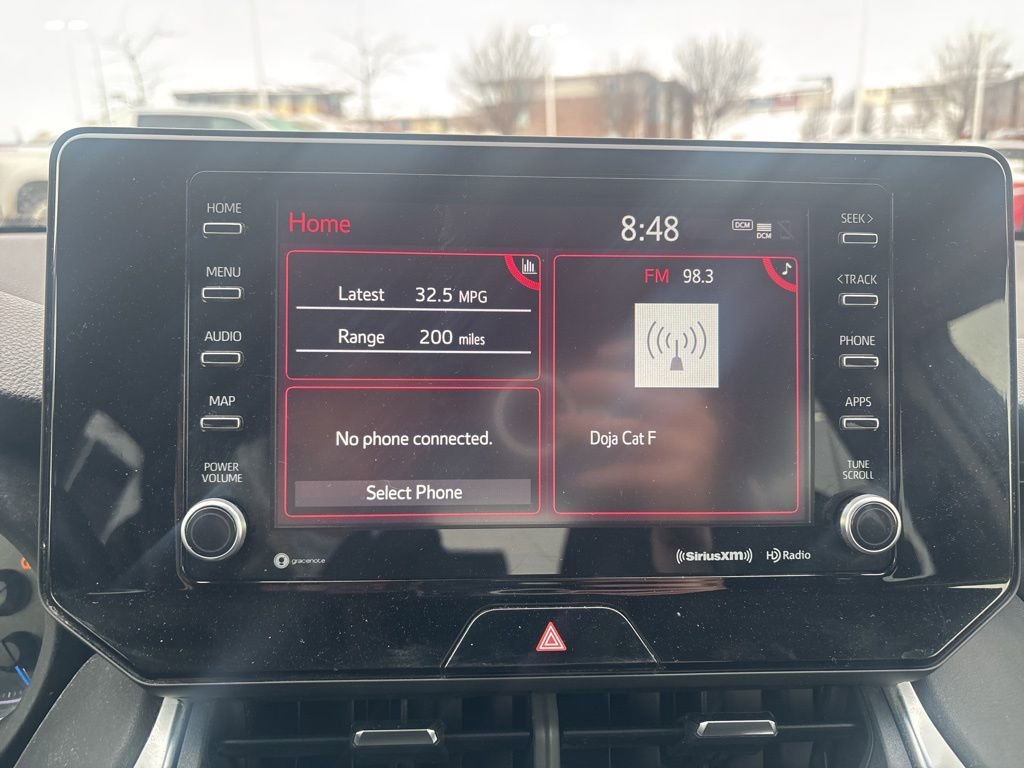 HOME
MENU
AUDIO
MAP
POWER
VOLUME
Home
8:48
DCM
DCM
Latest 32.5 MPG
Range 200 miles
No phone connected.
Select Phone
FM 98.3
Doja Cat F
SEEK>
<TRACK
PHONE
APPS
TUNE
SCROLL
gracenote
((SiriusXM))
HD Radio